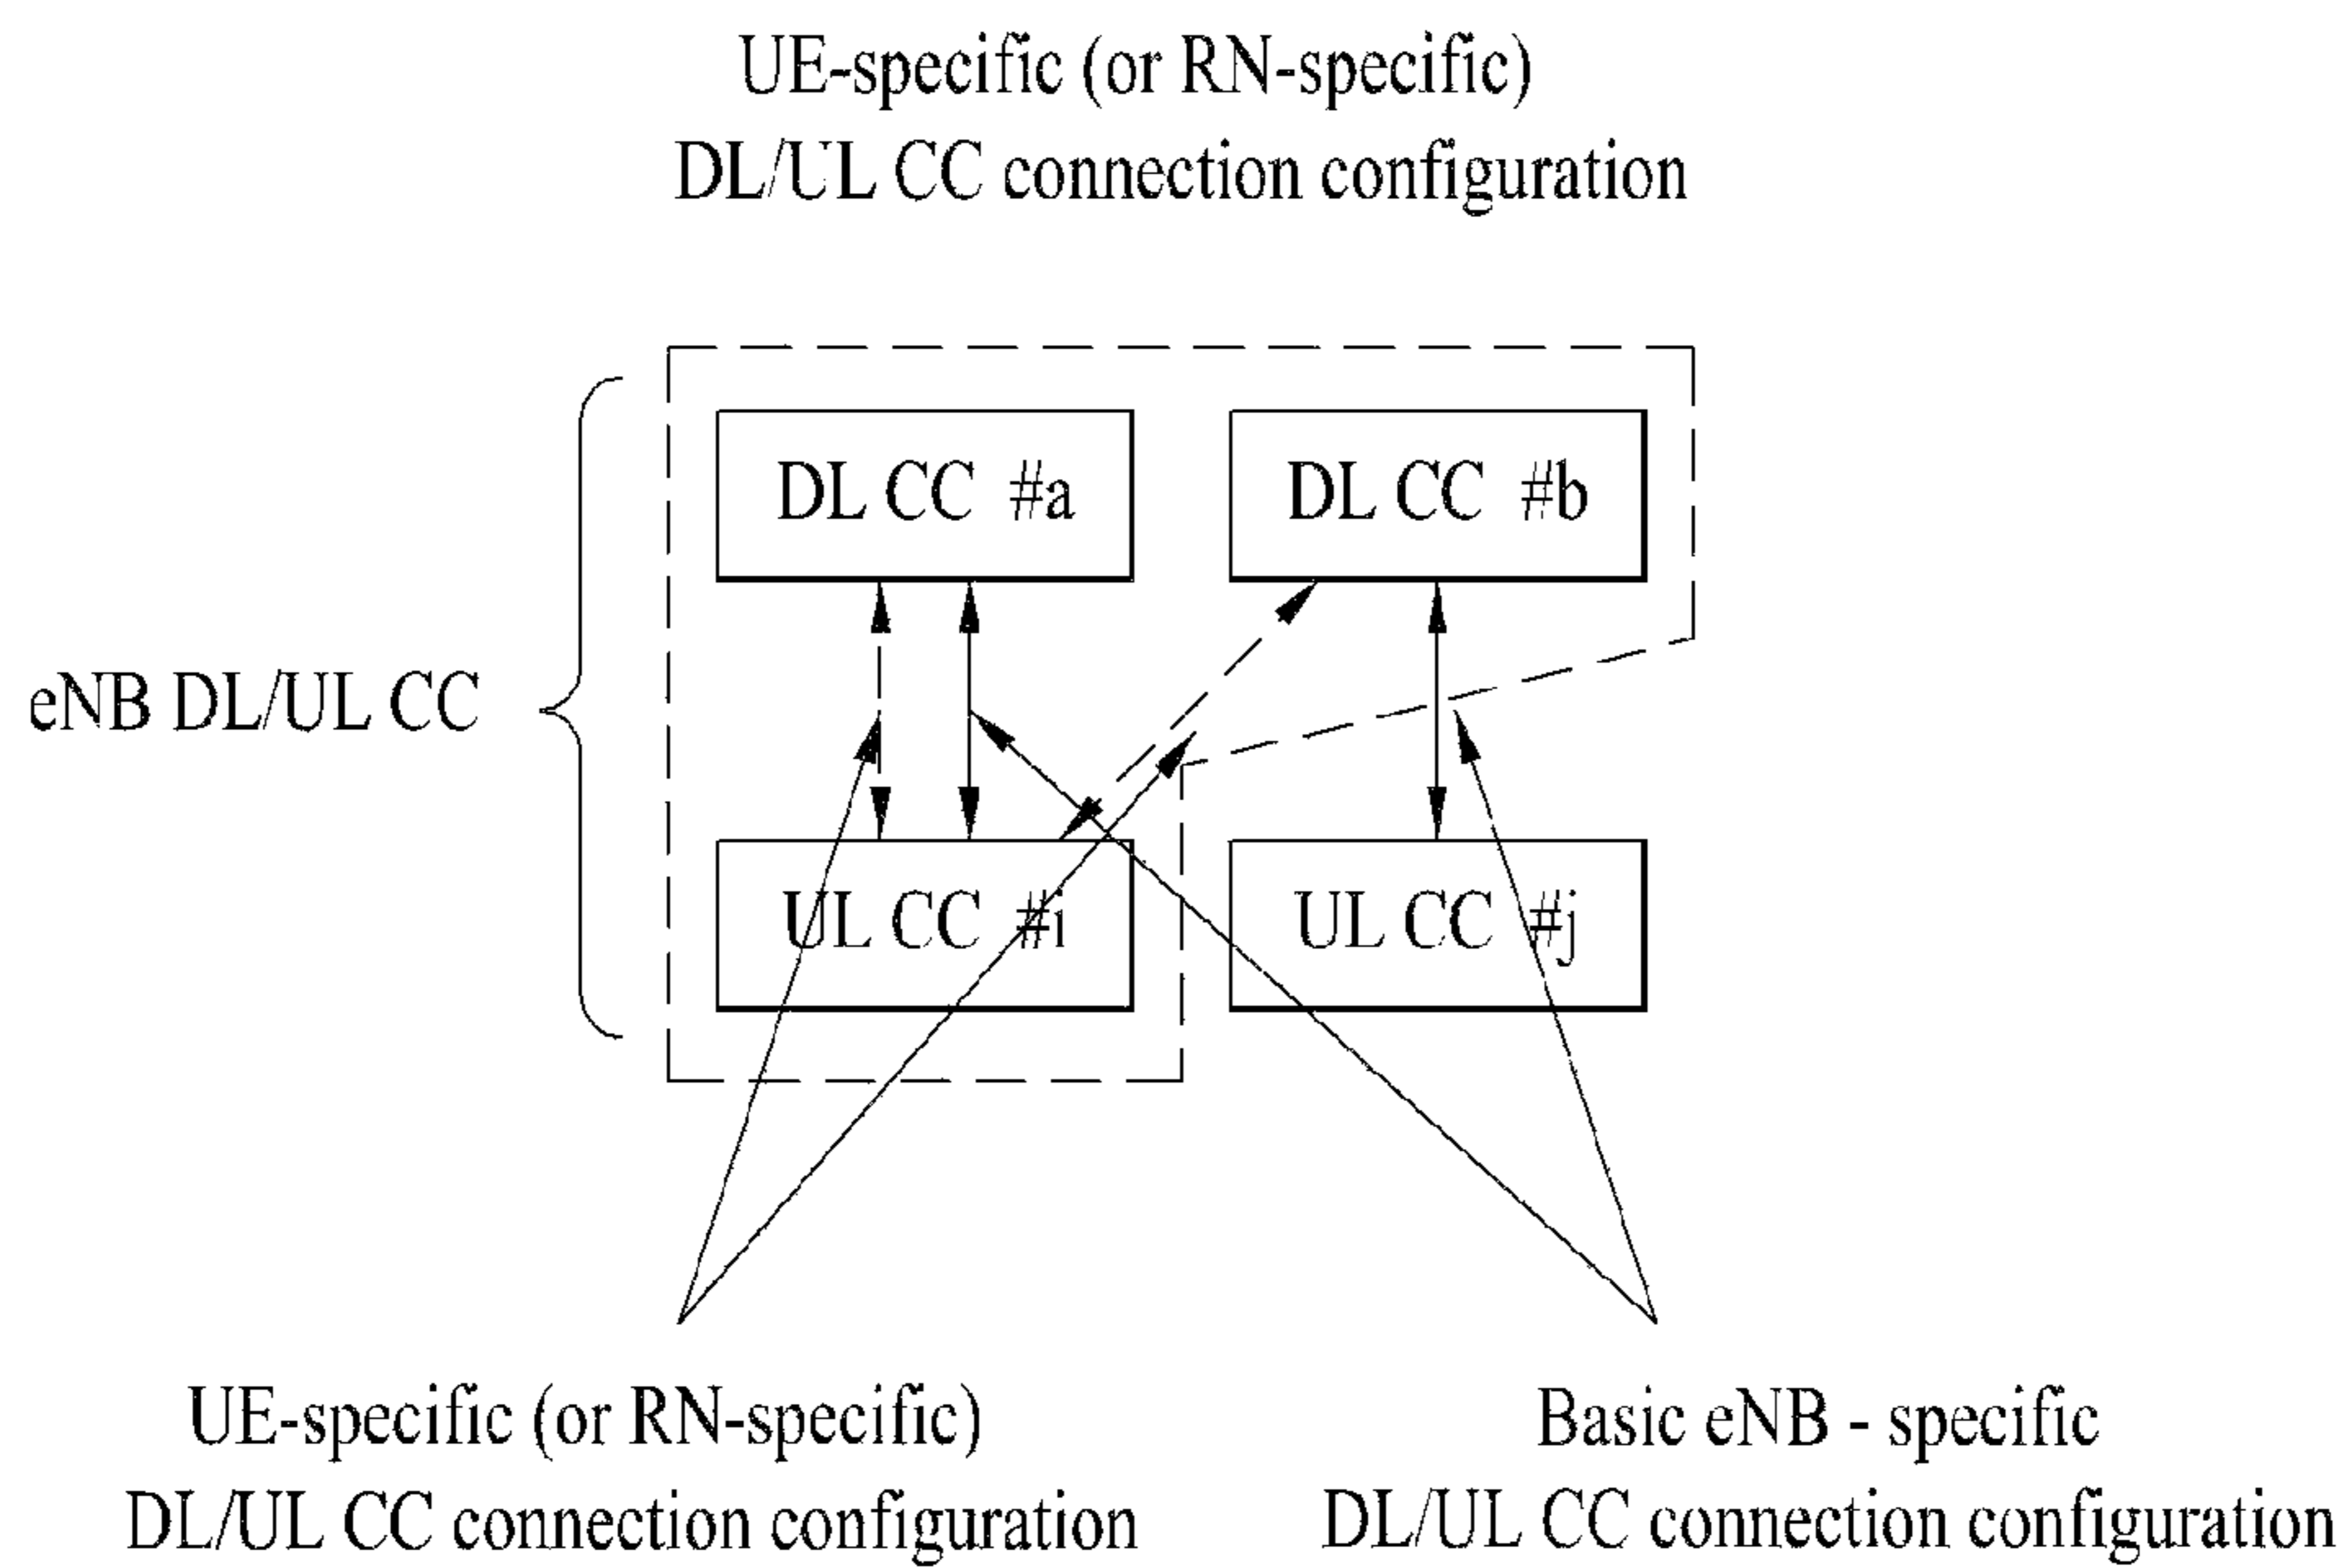 UE-specific (or RN-specific)
DL/UL CC connection configuration
DL CC #a
DL CC #b
eNB DL/UL CC
UL CC #i
UL CC #j
UE-specific (or RN-specific)
DL/UL CC connection configuration
Basic eNB - specific
DL/UL CC connection configuration